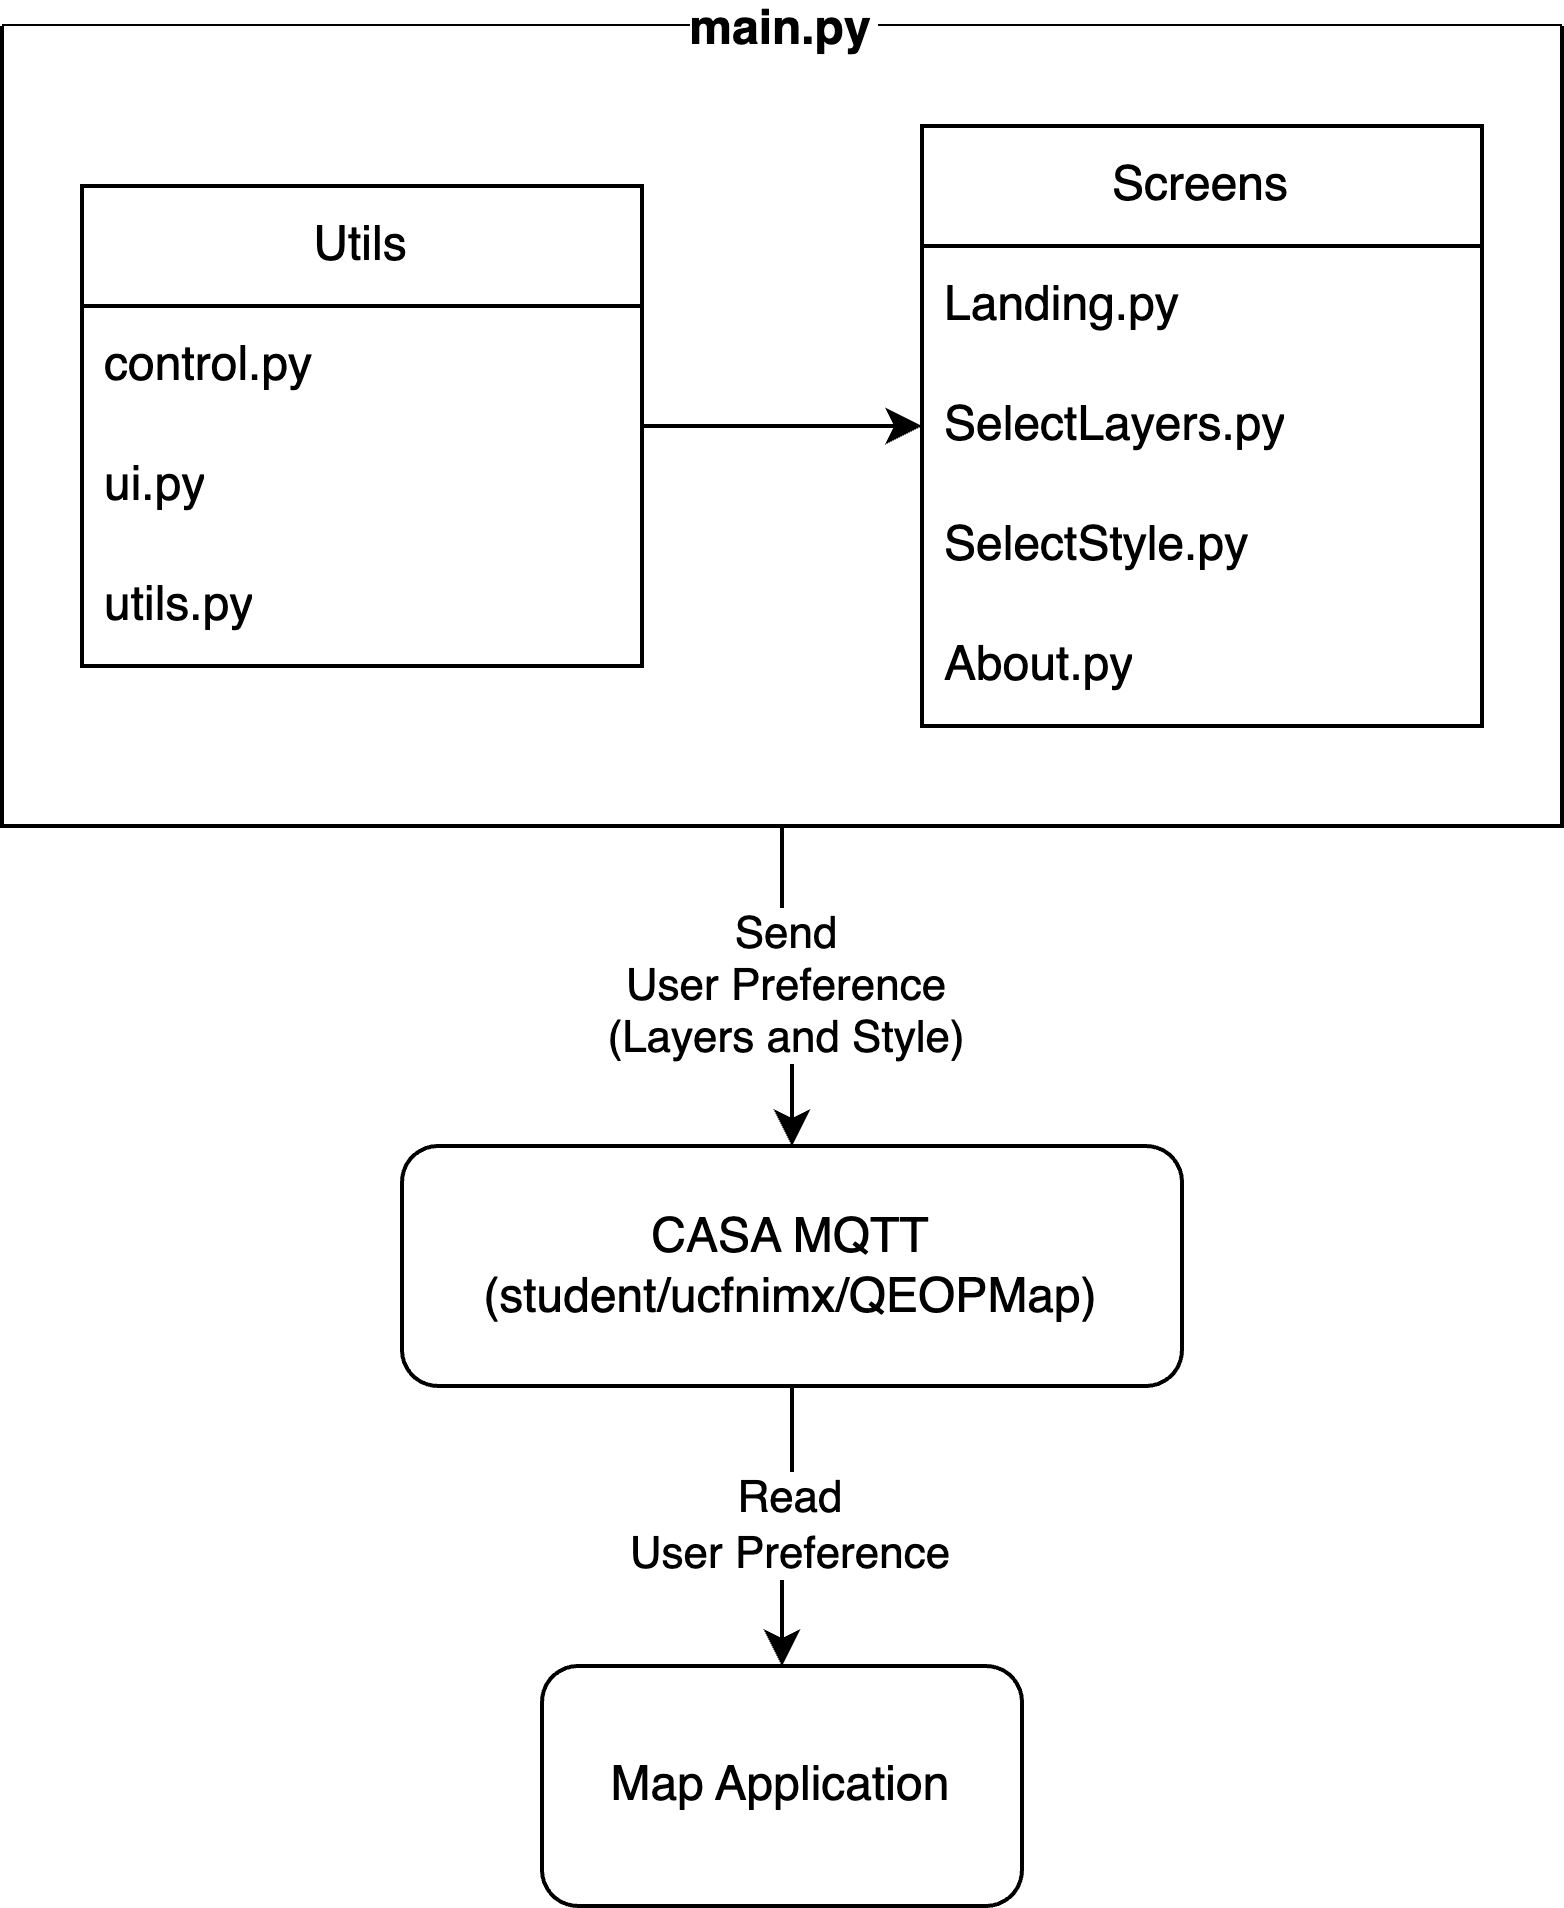 main.py
Utils
control.py
ui.py
utils.py
Screens
Landing.py
SelectLayers.py
SelectStyle.py
About.py
Send
User Preference
(Layers and Style)
CASA MQTT
(student/ucfnimx/QEOPMap)
Read
User Preference
Map Application